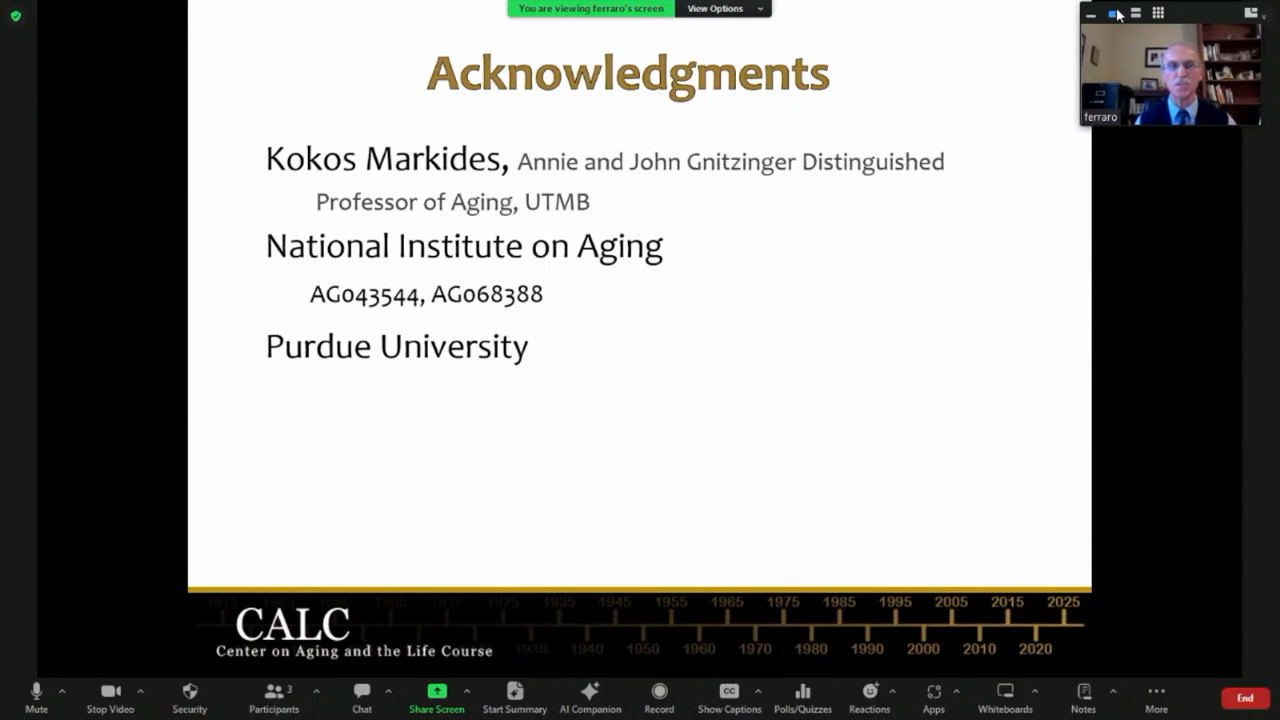 You are viewing ferraro's screen
View Options
ferraro
Acknowledgments
Kokos Markides, Annie and John Gnitzinger Distinguished
Professor of Aging, UTMB
National Institute on Aging
AG043544, AG068388
Purdue University
1935 1945 1955 1965 1975 1985 1995 2005 2015 2025
CALC
Center on Aging and the Life Course
1930 1940 1950 1960 1970 1980 1990 2000 2010 2020
Mute
Stop Video
Security
Participants
3
Chat
Share Screen
Start Summary
AI Companion
Record
CC
Show Captions
Polls/Quizzes
Reactions
Apps
Whiteboards
Notes
More
End